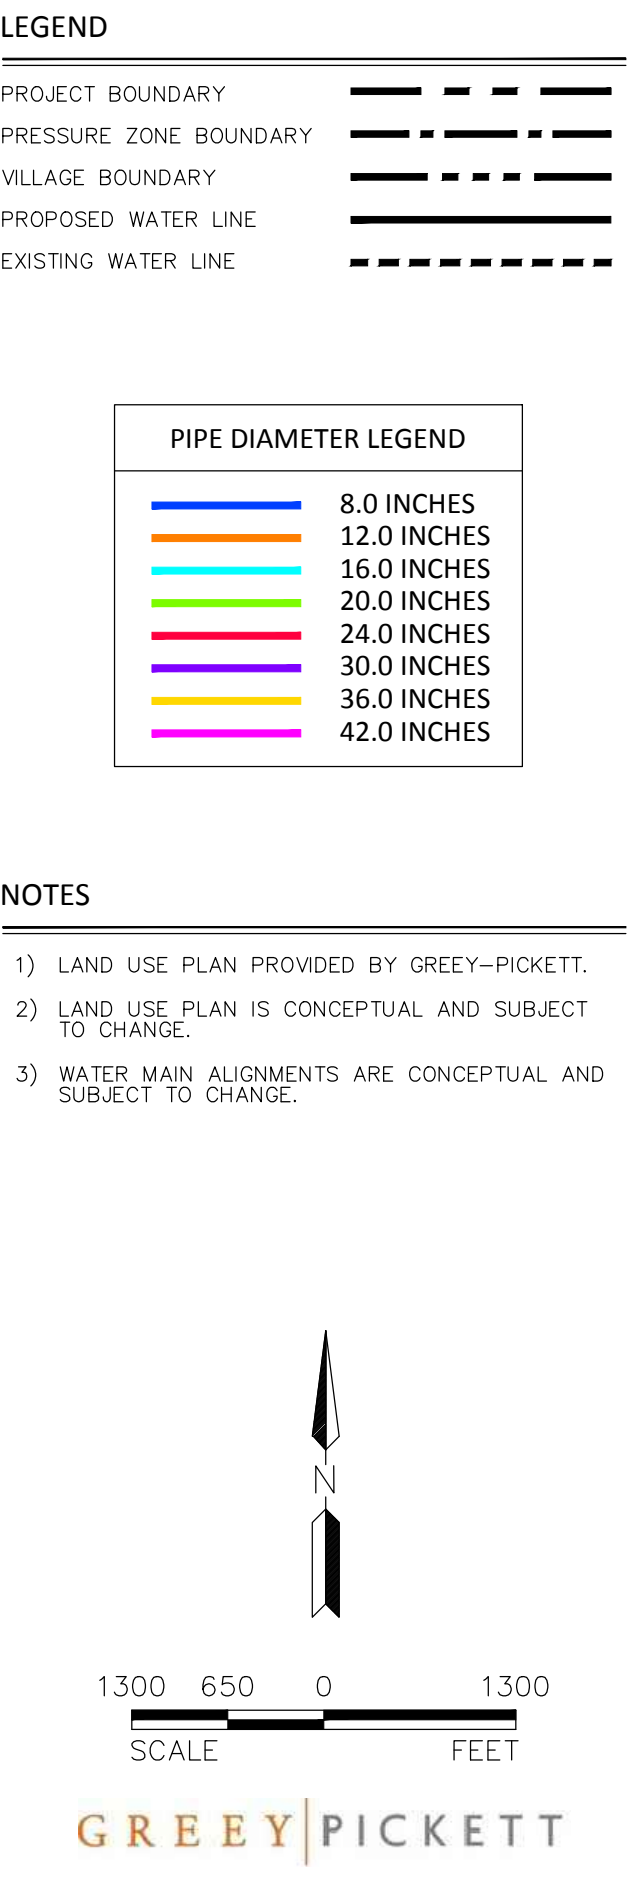 LEGEND
PROJECT BOUNDARY
PRESSURE ZONE BOUNDARY
VILLAGE BOUNDARY
PROPOSED WATER LINE
EXISTING WATER LINE
PIPE DIAMETER LEGEND
8.0 INCHES
12.0 INCHES
16.0 INCHES
20.0 INCHES
24.0 INCHES
30.0 INCHES
36.0 INCHES
42.0 INCHES
NOTES
1) LAND USE PLAN PROVIDED BY GREEY-PICKETT.
2) LAND USE PLAN IS CONCEPTUAL AND SUBJECT
TO CHANGE.
3) WATER MAIN ALIGNMENTS ARE CONCEPTUAL AND
SUBJECT TO CHANGE.
N
1300 650 0 1300
SCALE FEET
GREEY|PICKETT